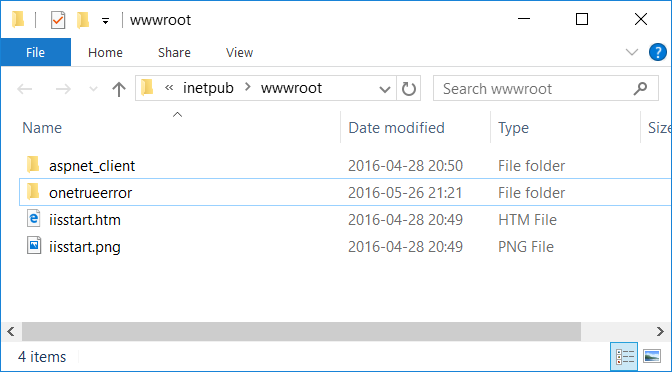 wwwroot
File Home Share View
« inetpub > wwwroot Search wwwroot
Name Date modified Type Size
aspnet_client 2016-04-28 20:50 File folder
onetrueerror 2016-05-26 21:21 File folder
iisstart.htm 2016-04-28 20:49 HTM File
iisstart.png 2016-04-28 20:49 PNG File
4 items